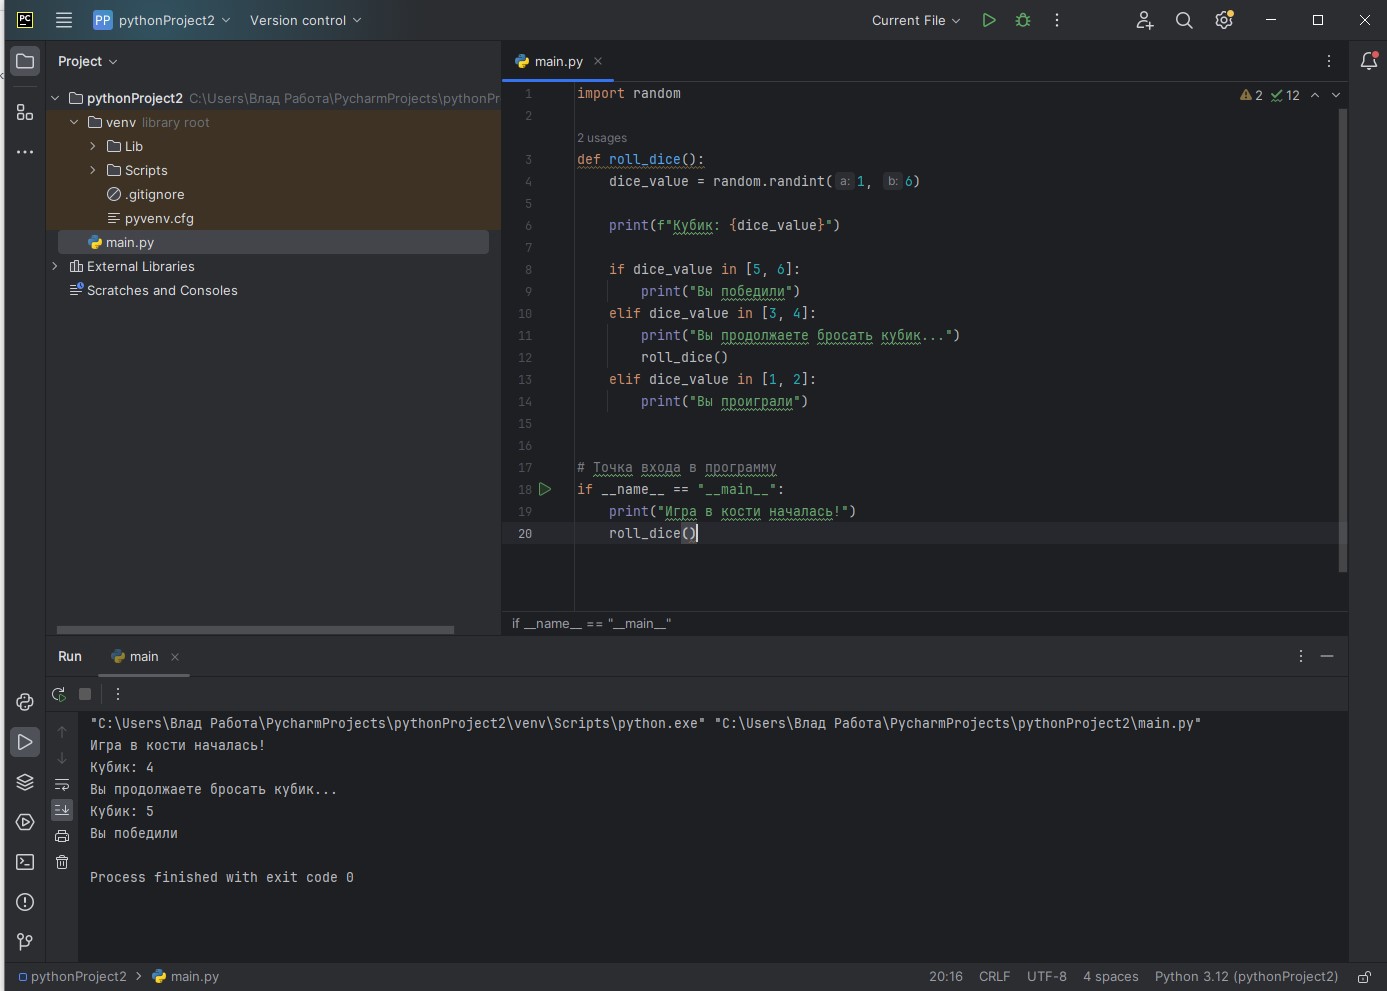 PC
PP pythonProject2 Version control Current File
Project
pythonProject2 C:\Users\Влад Работа\PycharmProjects\pythonPr
venv library root
Lib
Scripts
.gitignore
pyvenv.cfg
main.py
External Libraries
Scratches and Consoles
main.py
2 12
1 import random
2
2 usages
3 def roll_dice():
4 dice_value = random.randint(a: 1, b: 6)
5
6 print(f"Кубик: {dice_value}")
7
8 if dice_value in [5, 6]:
9 print("Вы победили")
10 elif dice_value in [3, 4]:
11 print("Вы продолжаете бросать кубик...")
12 roll_dice()
13 elif dice_value in [1, 2]:
14 print("Вы проиграли")
15
16
17 # Точка входа в программу
18 if __name__ == "__main__":
19 print("Игра в кости началась!")
20 roll_dice()
if __name__ == "__main__"
Run main
"C:\Users\Влад Работа\PycharmProjects\pythonProject2\venv\Scripts\python.exe" "C:\Users\Влад Работа\PycharmProjects\pythonProject2\main.py"
Игра в кости началась!
Кубик: 4
Вы продолжаете бросать кубик...
Кубик: 5
Вы победили
Process finished with exit code 0
pythonProject2 > main.py 20:16 CRLF UTF-8 4 spaces Python 3.12 (pythonProject2)